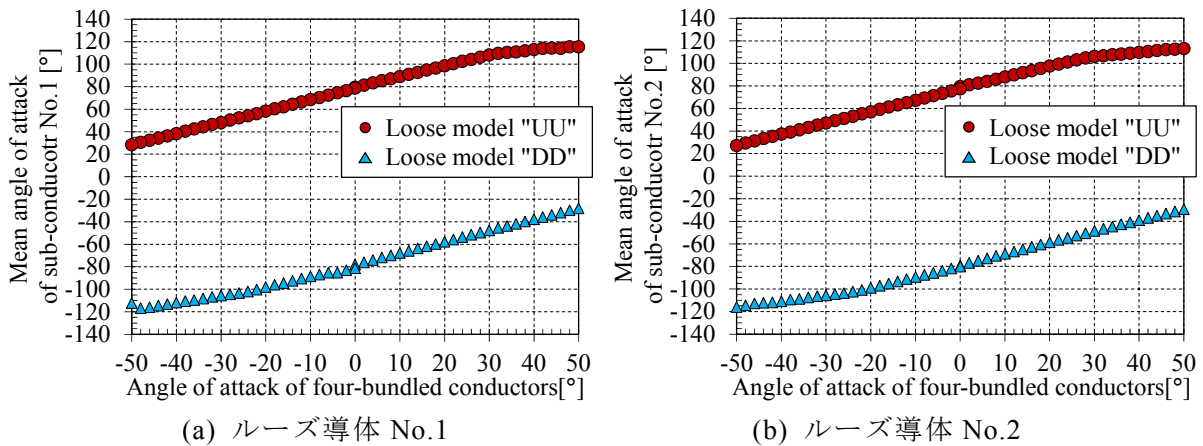 Mean angle of attack
of sub-conducotr No.1 [°]
140
120
100
80
60
40
20
0
-20
-40
-60
-80
-100
-120
-140
Loose model "UU"
Loose model "DD"
-50 -40 -30 -20 -10 0 10 20 30 40 50
Angle of attack of four-bundled conductors[°]
(a) ルーズ導体 No.1
Mean angle of attack
of sub-conducotr No.2 [°]
140
120
100
80
60
40
20
0
-20
-40
-60
-80
-100
-120
-140
Loose model "UU"
Loose model "DD"
-50 -40 -30 -20 -10 0 10 20 30 40 50
Angle of attack of four-bundled conductors[°]
(b) ルーズ導体 No.2